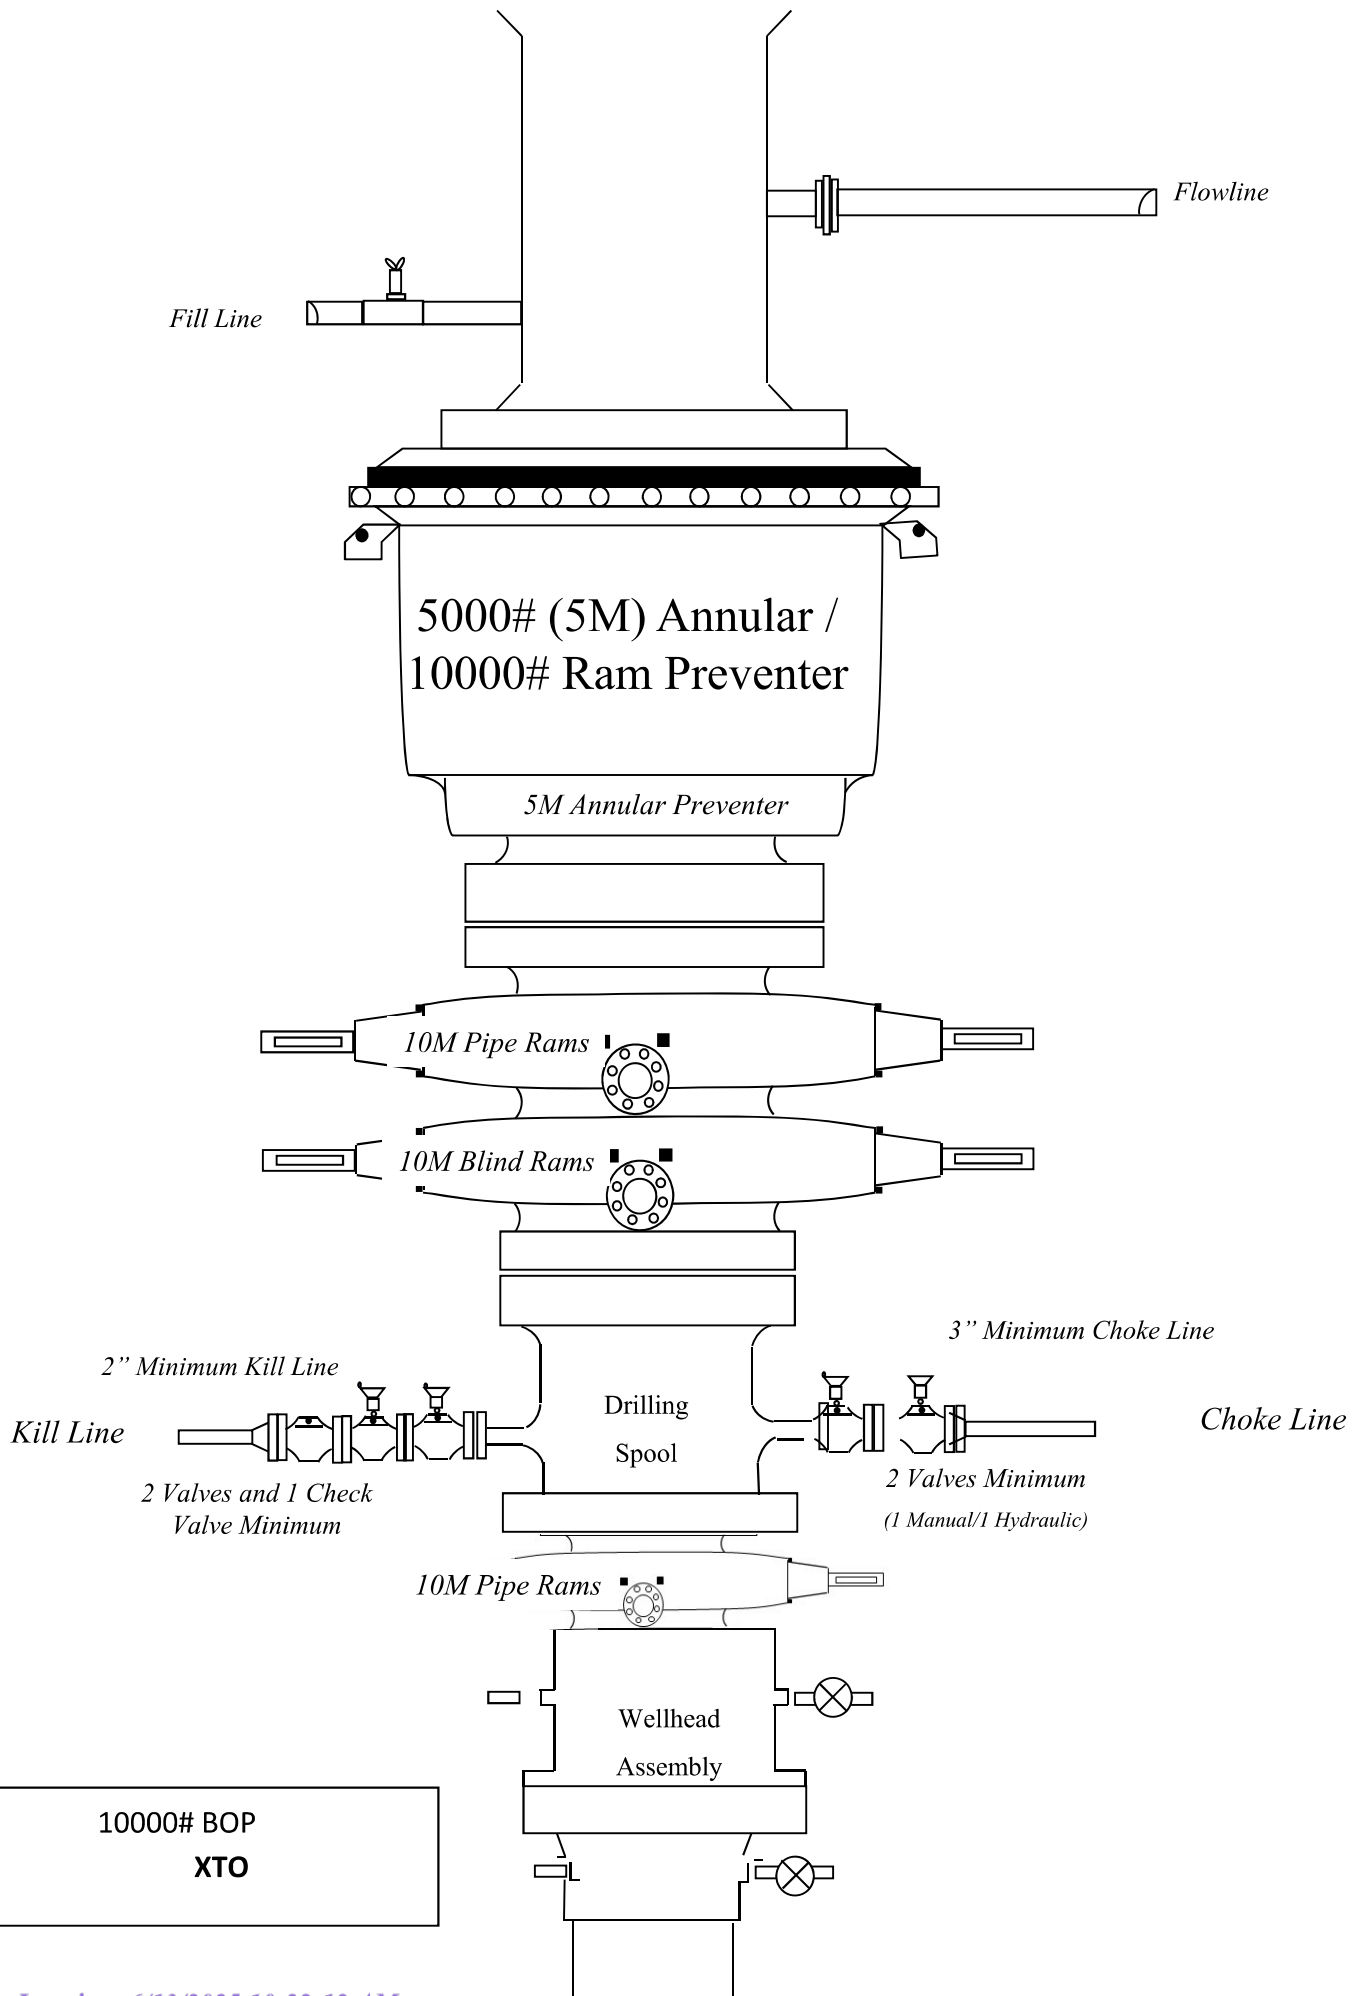 Flowline
Fill Line
5000# (5M) Annular /
10000# Ram Preventer
5M Annular Preventer
10M Pipe Rams
10M Blind Rams
3” Minimum Choke Line
2” Minimum Kill Line
Drilling
Spool
Kill Line
Choke Line
2 Valves and 1 Check
Valve Minimum
2 Valves Minimum
(1 Manual/1 Hydraulic)
10M Pipe Rams
Wellhead
Assembly
10000# BOP
XTO